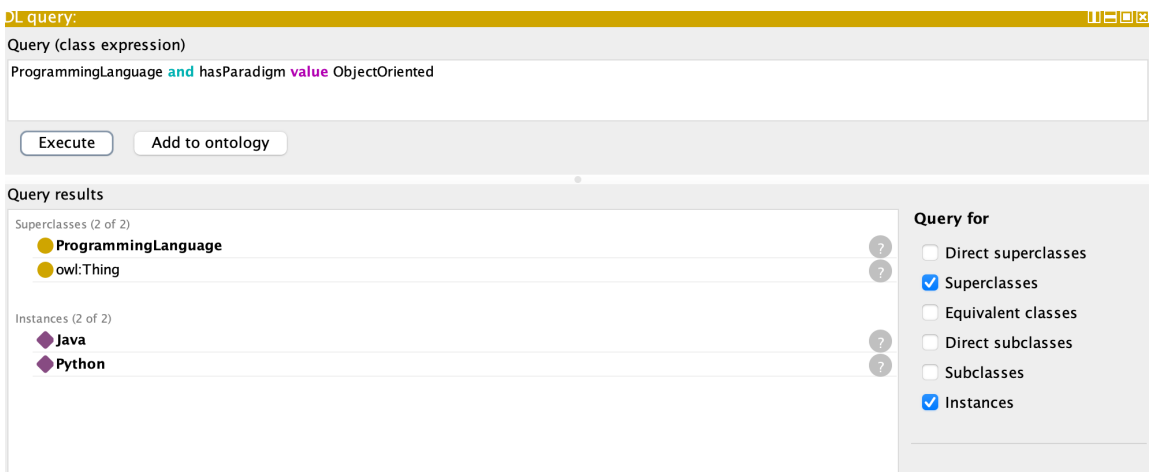 DL query:
Query (class expression)
ProgrammingLanguage and hasParadigm value ObjectOriented
Execute
Add to ontology
Query results
Superclasses (2 of 2)
ProgrammingLanguage
?
owl:Thing
?
Instances (2 of 2)
Java
?
Python
?
Query for
Direct superclasses
Superclasses
Equivalent classes
Direct subclasses
Subclasses
Instances